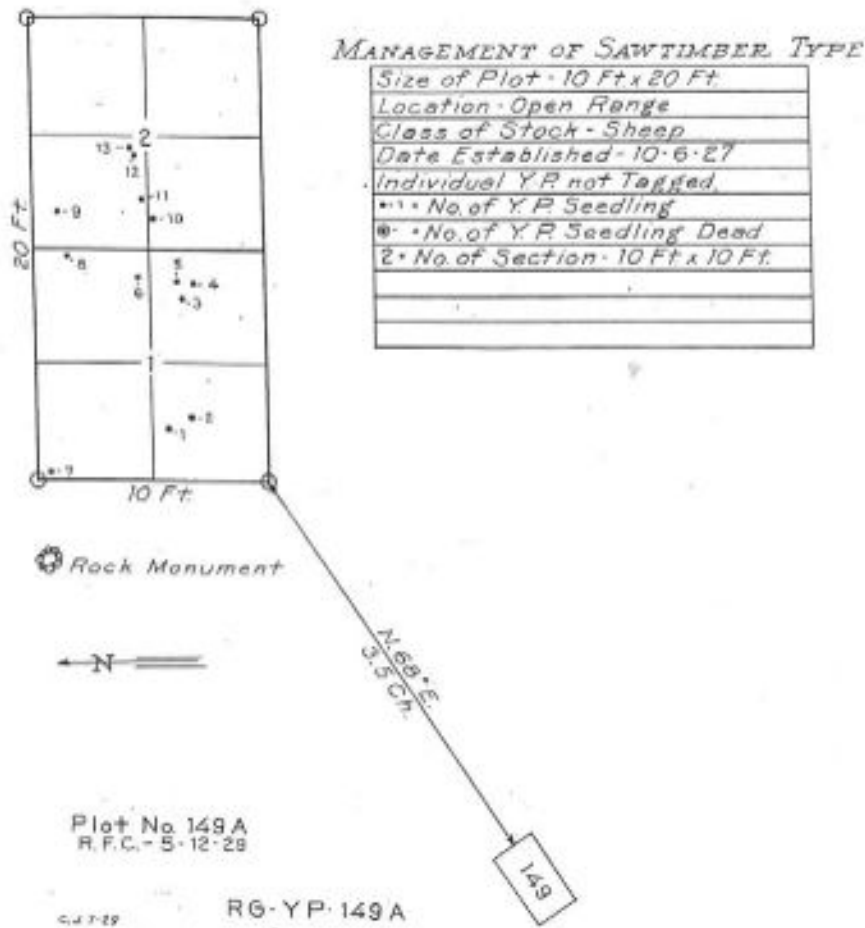 MANAGEMENT OF SAWTIMBER TYPE
Size of Plot - 10 Ft. x 20 Ft.
Location - Open Range
Class of Stock - Sheep
Date Established - 10-6-27
Individual Y.P. not Tagged.
-1 = No. of Y.P. Seedling
- = No. of Y.P. Seedling Dead
2 = No. of Section - 10 Ft. x 10 Ft.
2
13
12
11
10
9
20 Ft.
8
5
6
4
3
1
2
1
7
10 Ft.
Rock Monument
N
N. 68° E.
3.5 Ch.
149
Plot No. 149 A
R.F.C. - 5-12-29
RG-YP-149A